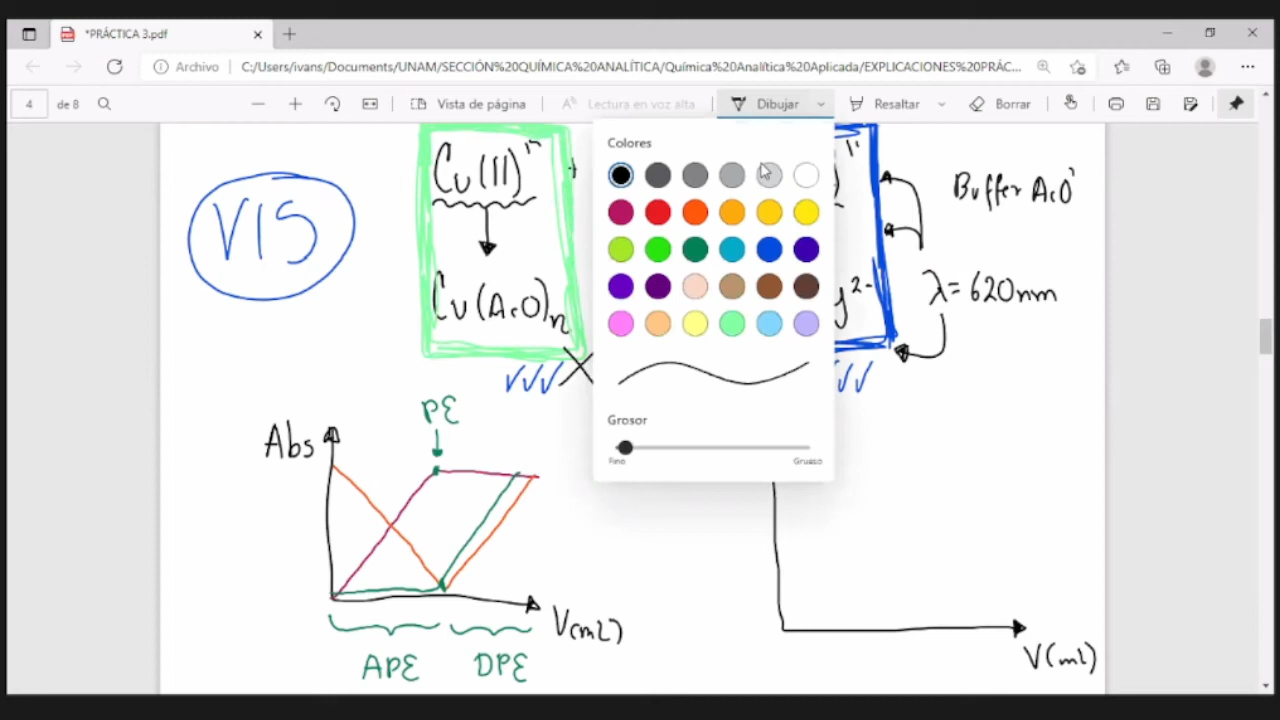 *PRÁCTICA 3.pdf
Archivo C:/Users/ivans/Documents/UNAM/SECCIÓN%20QUÍMICA%20ANALÍTICA/Química%20Analítica%20Aplicada/EXPLICACIONES%20PRÁC...
4 de 8 Vista de página Lectura en voz alta Dibujar Resaltar Borrar
Colores
Grosor
Fino Grueso
VIS
Cu(II)"
Cu(AcO)n
y²-
Buffer AcO'
λ=620nm
PE
Abs
V(mL)
APE DPE
V(mL)